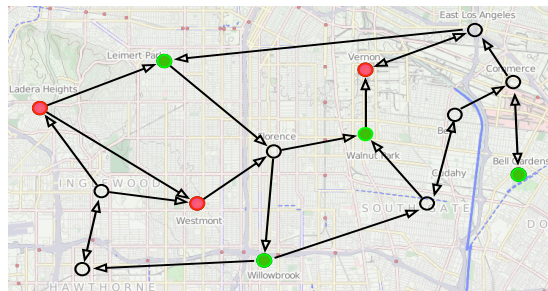 East Los Angeles
Leimert Park
Vernon
Commerce
Ladera Heights
Florence
Walnut Park
Bell Gardens
Cudahy
INGLEWOOD
SOUTH GATE
Westmont
Willowbrook
HAWTHORNE